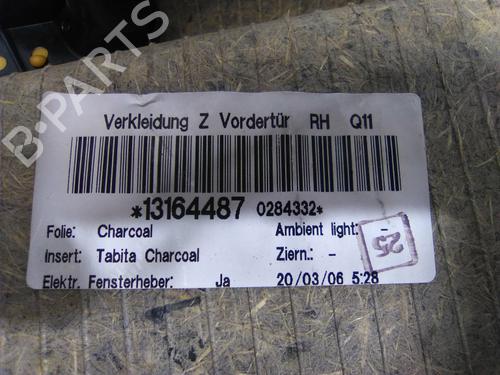 Verkleidung Z Vordertür RH Q11
*13164487 0284332*
Folie: Charcoal Ambient light: -
Insert: Tabita Charcoal Ziern.: -
Elektr. Fensterheber: Ja 20/03/06 5:28
25
B-PARTS